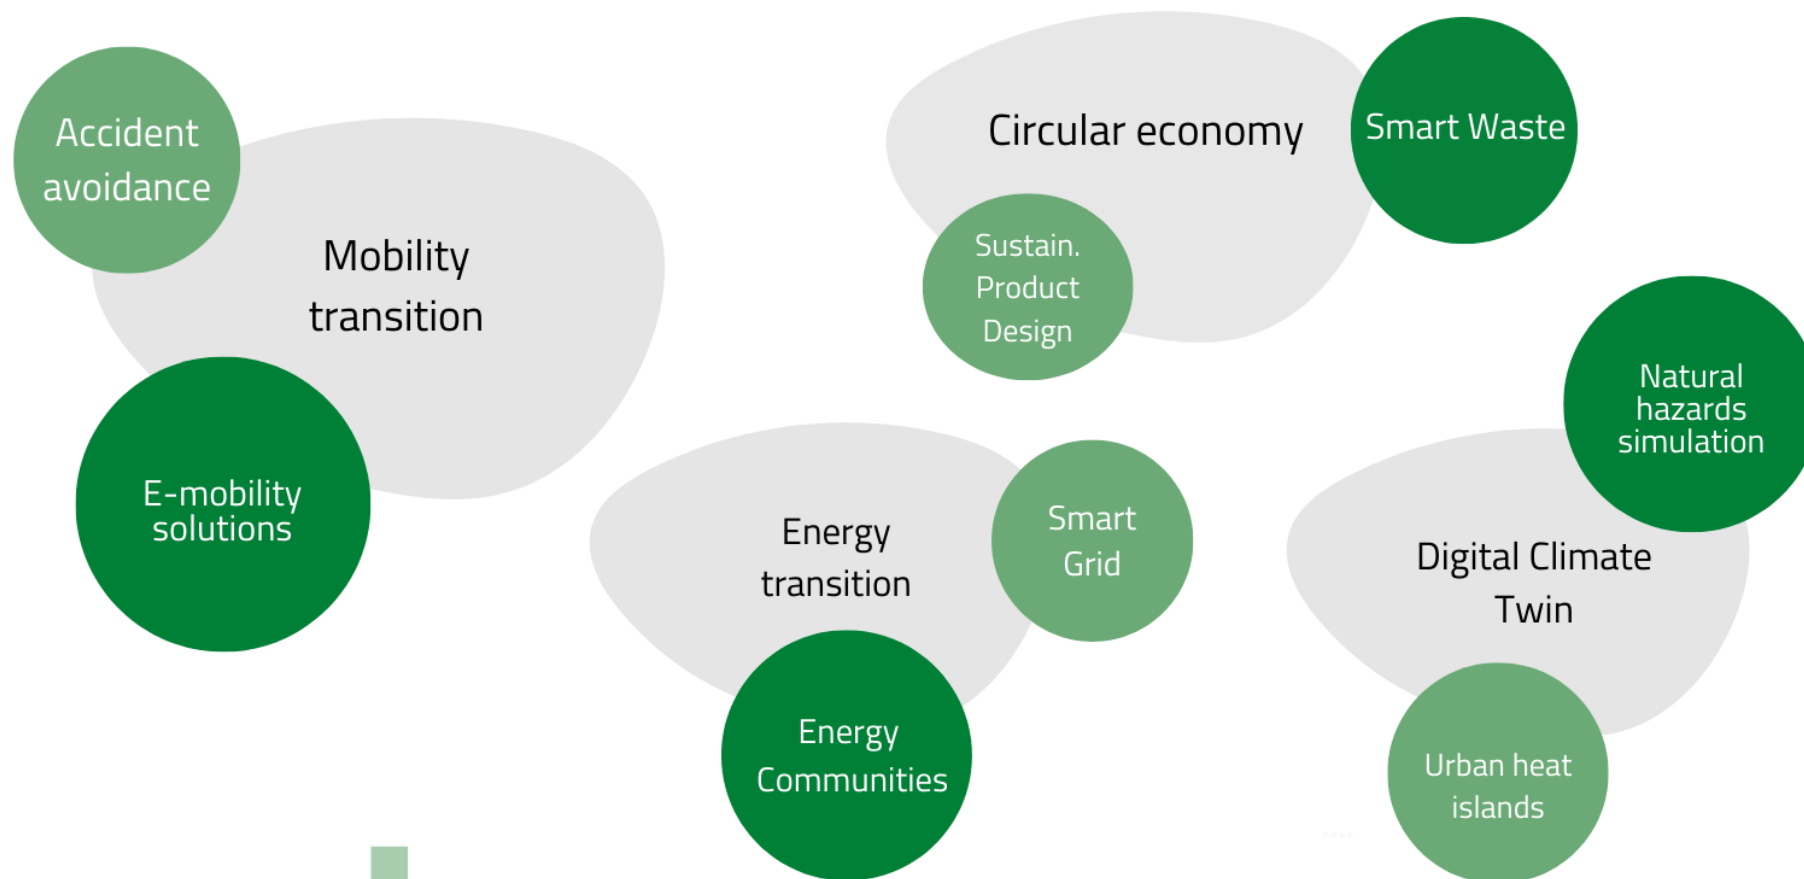 Accident
avoidance
Mobility
transition
E-mobility
solutions
Circular economy
Smart Waste
Sustain.
Product
Design
Energy
transition
Smart
Grid
Energy
Communities
Natural
hazards
simulation
Digital Climate
Twin
Urban heat
islands